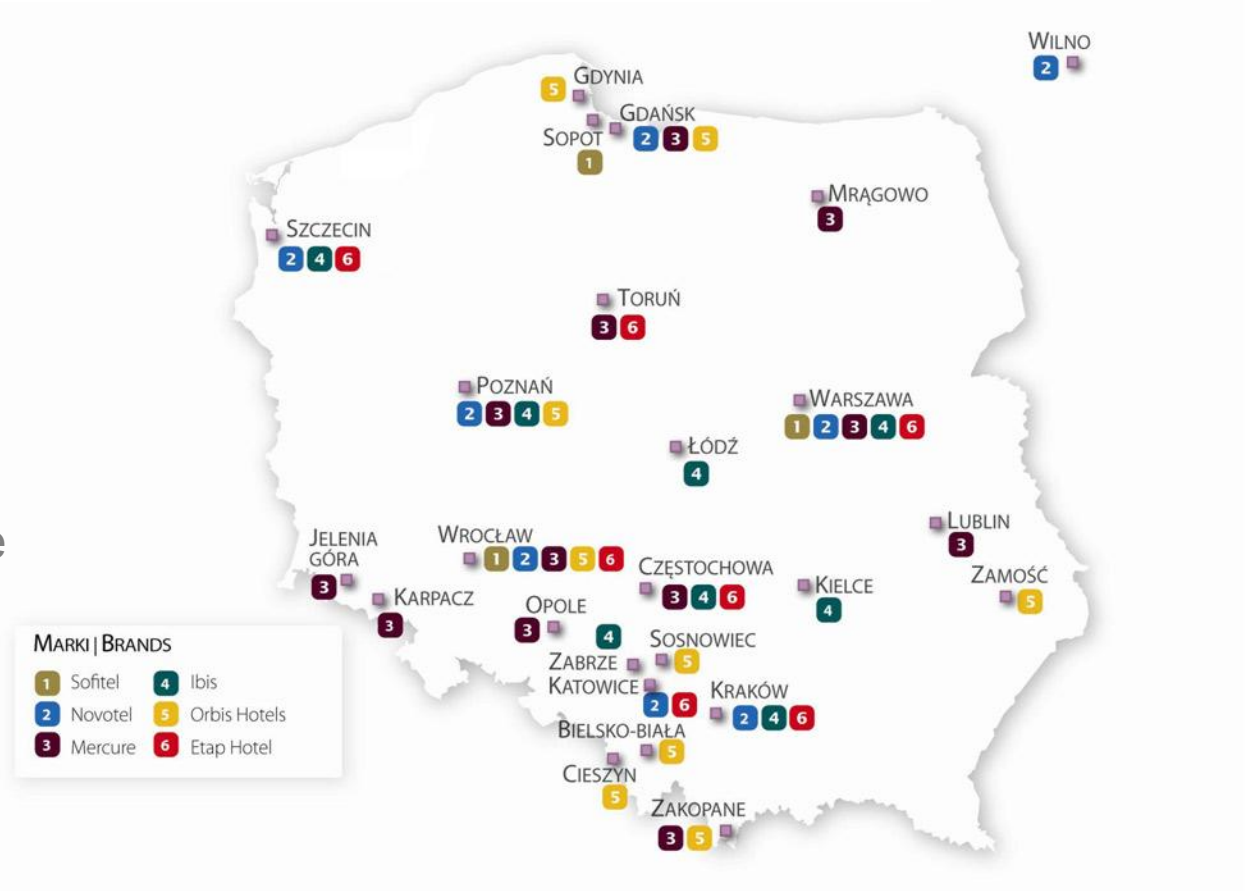 WILNO
2
GDYNIA
5
GDAŃSK
2 3 5
SOPOT
1
MRĄGOWO
3
SZCZECIN
2 4 6
TORUŃ
3 6
POZNAŃ
2 3 4 5
WARSZAWA
1 2 3 4 6
ŁÓDŹ
4
LUBLIN
3
ZAMOŚĆ
5
JELENIA
GÓRA
3
KARPACZ
3
WROCŁAW
1 2 3 5 6
OPOLE
3
CZĘSTOCHOWA
3 4 6
KIELCE
4
4
ZABRZE
SOSNOWIEC
5
KATOWICE
2 6
KRAKÓW
2 4 6
BIELSKO-BIAŁA
5
CIESZYN
5
ZAKOPANE
3 5
e
MARKI | BRANDS
1 Sofitel
2 Novotel
3 Mercure
4 Ibis
5 Orbis Hotels
6 Etap Hotel